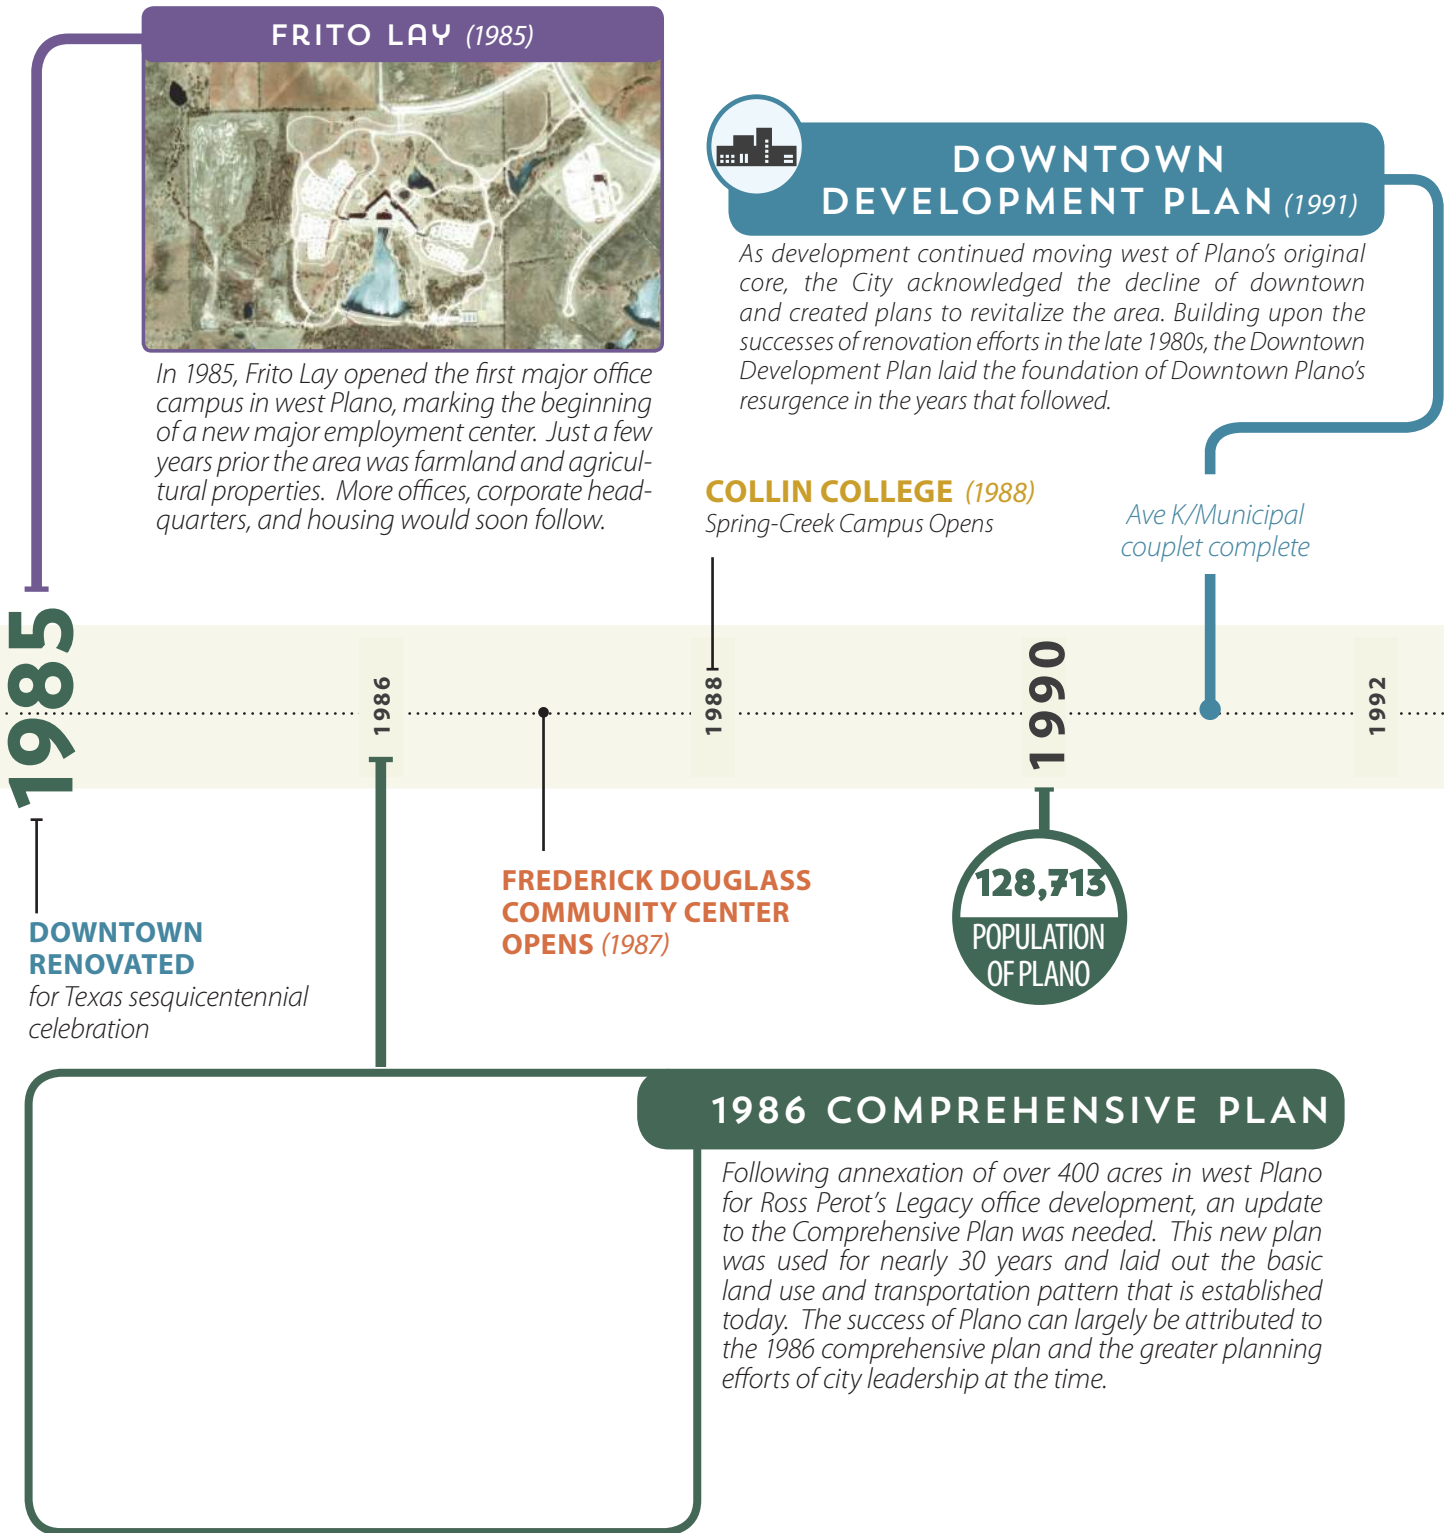 FRITO LAY (1985)
In 1985, Frito Lay opened the first major office
campus in west Plano, marking the beginning
of a new major employment center. Just a few
years prior the area was farmland and agricul-
tural properties. More offices, corporate head-
quarters, and housing would soon follow.
DOWNTOWN
DEVELOPMENT PLAN (1991)
As development continued moving west of Plano's original
core, the City acknowledged the decline of downtown
and created plans to revitalize the area. Building upon the
successes of renovation efforts in the late 1980s, the Downtown
Development Plan laid the foundation of Downtown Plano's
resurgence in the years that followed.
COLLIN COLLEGE (1988)
Spring-Creek Campus Opens
Ave K/Municipal
couplet complete
1985
1986
1988
1990
1992
DOWNTOWN
RENOVATED
for Texas sesquicentennial
celebration
FREDERICK DOUGLASS
COMMUNITY CENTER
OPENS (1987)
128,713
POPULATION
OF PLANO
1986 COMPREHENSIVE PLAN
Following annexation of over 400 acres in west Plano
for Ross Perot's Legacy office development, an update
to the Comprehensive Plan was needed. This new plan
was used for nearly 30 years and laid out the basic
land use and transportation pattern that is established
today. The success of Plano can largely be attributed to
the 1986 comprehensive plan and the greater planning
efforts of city leadership at the time.